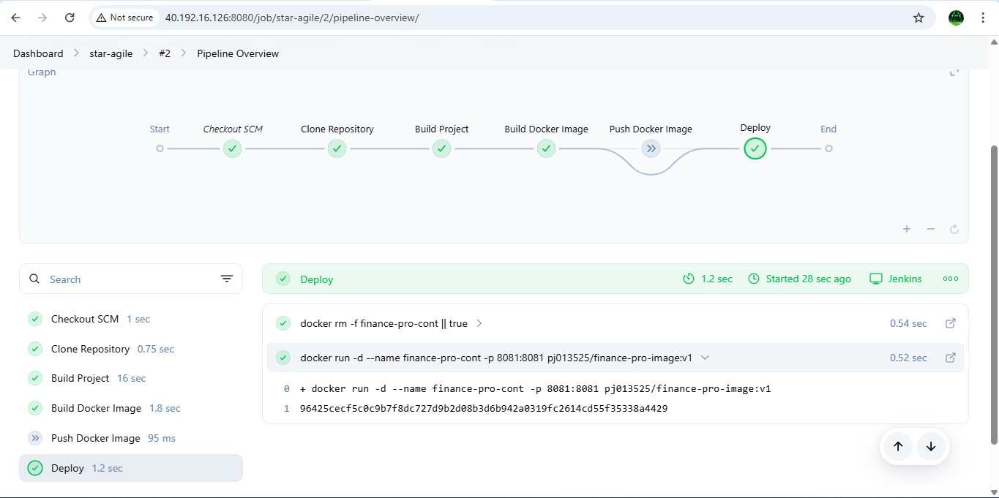 Not secure
40.192.16.126:8080/job/star-agile/2/pipeline-overview/
Dashboard > star-agile > #2 > Pipeline Overview
Graph
Start
Checkout SCM
Clone Repository
Build Project
Build Docker Image
Push Docker Image
Deploy
End
Search
Deploy
1.2 sec
Started 28 sec ago
Jenkins
Checkout SCM 1 sec
Clone Repository 0.75 sec
Build Project 16 sec
Build Docker Image 1.8 sec
Push Docker Image 95 ms
Deploy 1.2 sec
docker rm -f finance-pro-cont || true
0.54 sec
docker run -d --name finance-pro-cont -p 8081:8081 pj013525/finance-pro-image:v1
0.52 sec
0 + docker run -d --name finance-pro-cont -p 8081:8081 pj013525/finance-pro-image:v1
1 96425cecf5c0c9b7f8dc727d9b2d08b3d6b942a0319fc2614cd55f35338a4429